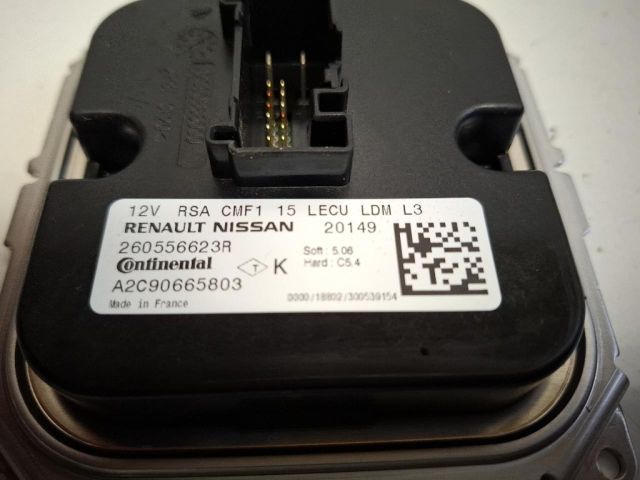 12V RSA CMF1 15 LECU LDM L3
RENAULT NISSAN 20149
260556623R Soft : 5.06
Continental T K Hard : C5.4
A2C90665803
Made in France 0000/18802/300539154